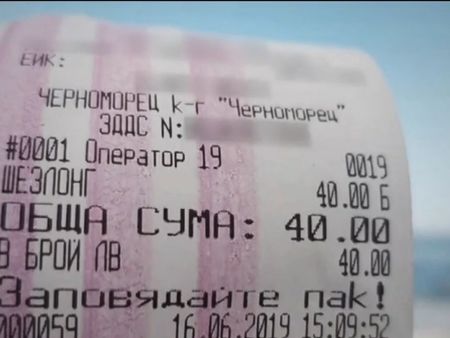 ЕИК:
ЧЕРНОМОРЕЦ к-г "Черноморец"
ЗДДС N:
#0001 Оператор 19 0019
ШЕЗЛОНГ 40.00 Б
ОБЩА СУМА: 40.00
В БРОЙ ЛВ 40.00
Заповядайте пак!
000059 16.06.2019 15:09:52